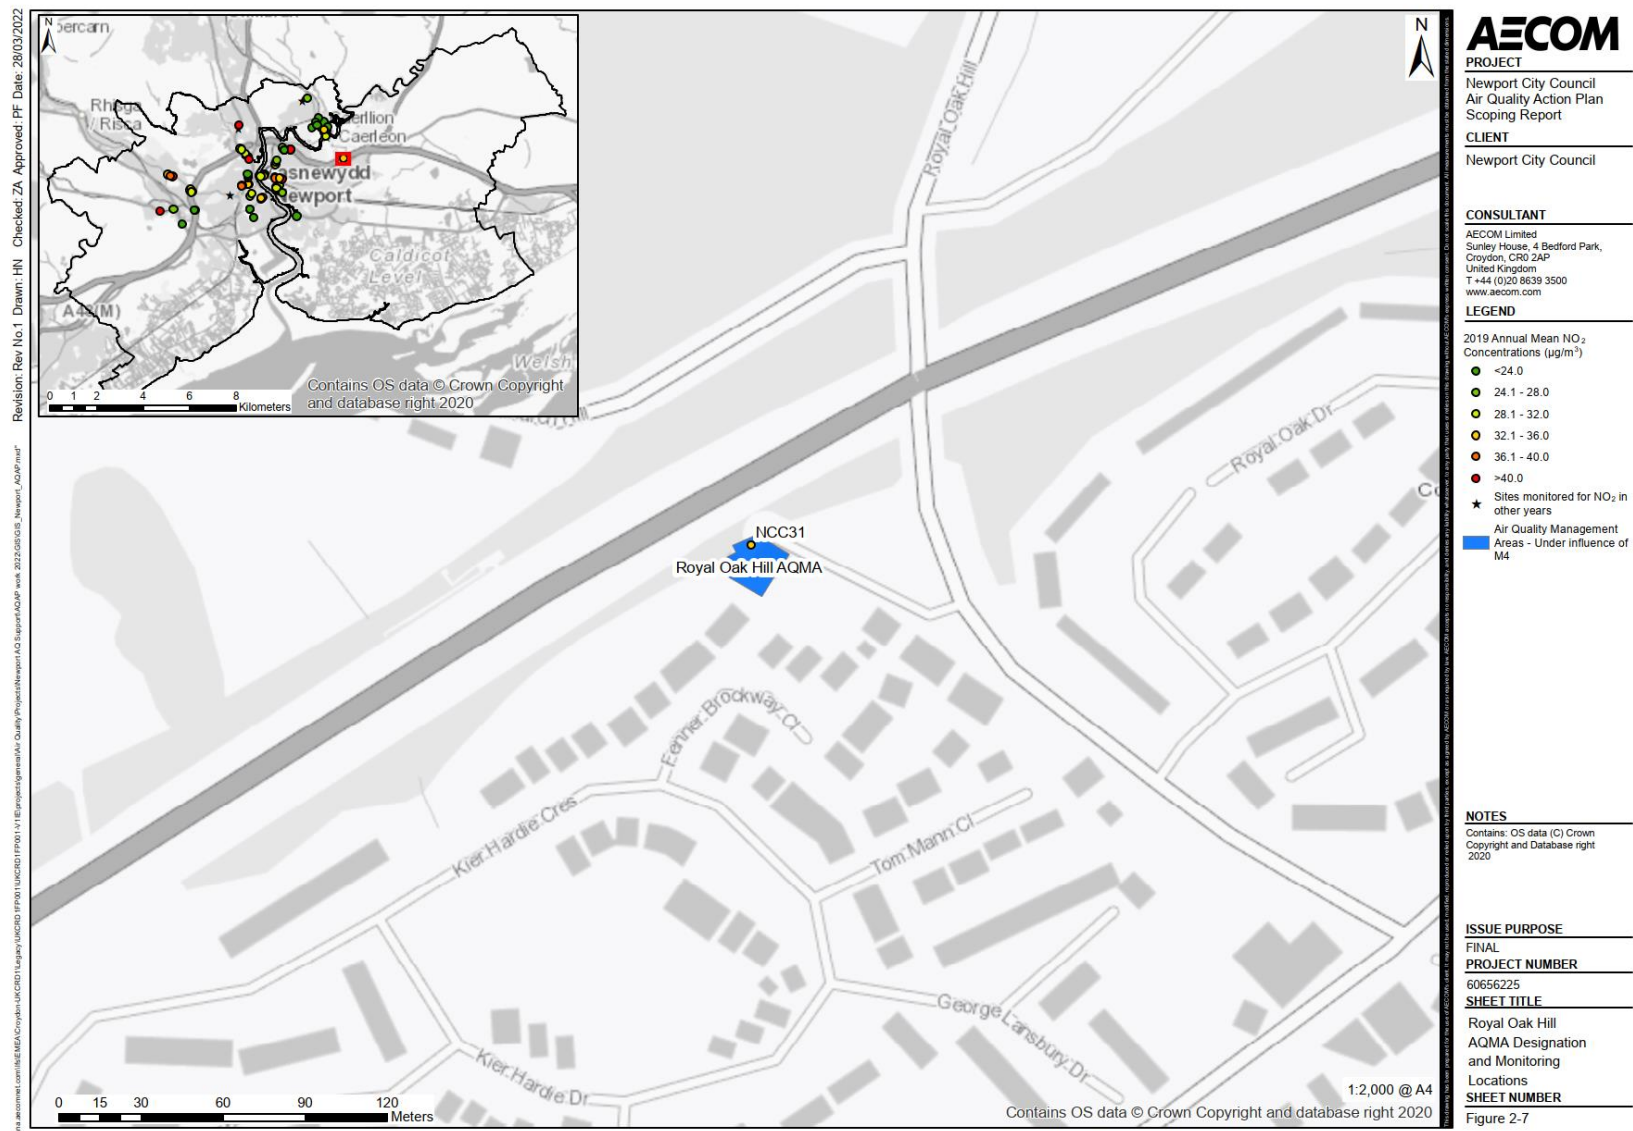 Revision: Rev No.1 Drawn: HN Checked: ZA Approved: PF Date: 28/03/2022
N
percarn
Rhisga
/ Risca
erllion
Caerleon
asnewydd
ewport
Caldicot
Level
A48(M)
Welsh
Contains OS data © Crown Copyright
and database right 2020
0 1 2 4 6 8
Kilometers
N
Royal Oak Hill
Royal Oak Dr
NCC31
Royal Oak Hill AQMA
Fenner Brockway Cl
Kier Hardie Cres
Tom Mann Cl
George Lansbury Dr
Kier Hardie Dr
0 15 30 60 90 120
Meters
1:2,000 @ A4
Contains OS data © Crown Copyright and database right 2020
AECOM
PROJECT
Newport City Council
Air Quality Action Plan
Scoping Report
CLIENT
Newport City Council
CONSULTANT
AECOM Limited
Sunley House, 4 Bedford Park,
Croydon, CR0 2AP
United Kingdom
T +44 (0)20 8639 3500
www.aecom.com
LEGEND
2019 Annual Mean NO₂
Concentrations (µg/m³)
<24.0
24.1 - 28.0
28.1 - 32.0
32.1 - 36.0
36.1 - 40.0
>40.0
Sites monitored for NO₂ in
other years
Air Quality Management
Areas - Under influence of
M4
NOTES
Contains: OS data (C) Crown
Copyright and Database right
2020
ISSUE PURPOSE
FINAL
PROJECT NUMBER
60656225
SHEET TITLE
Royal Oak Hill
AQMA Designation
and Monitoring
Locations
SHEET NUMBER
Figure 2-7